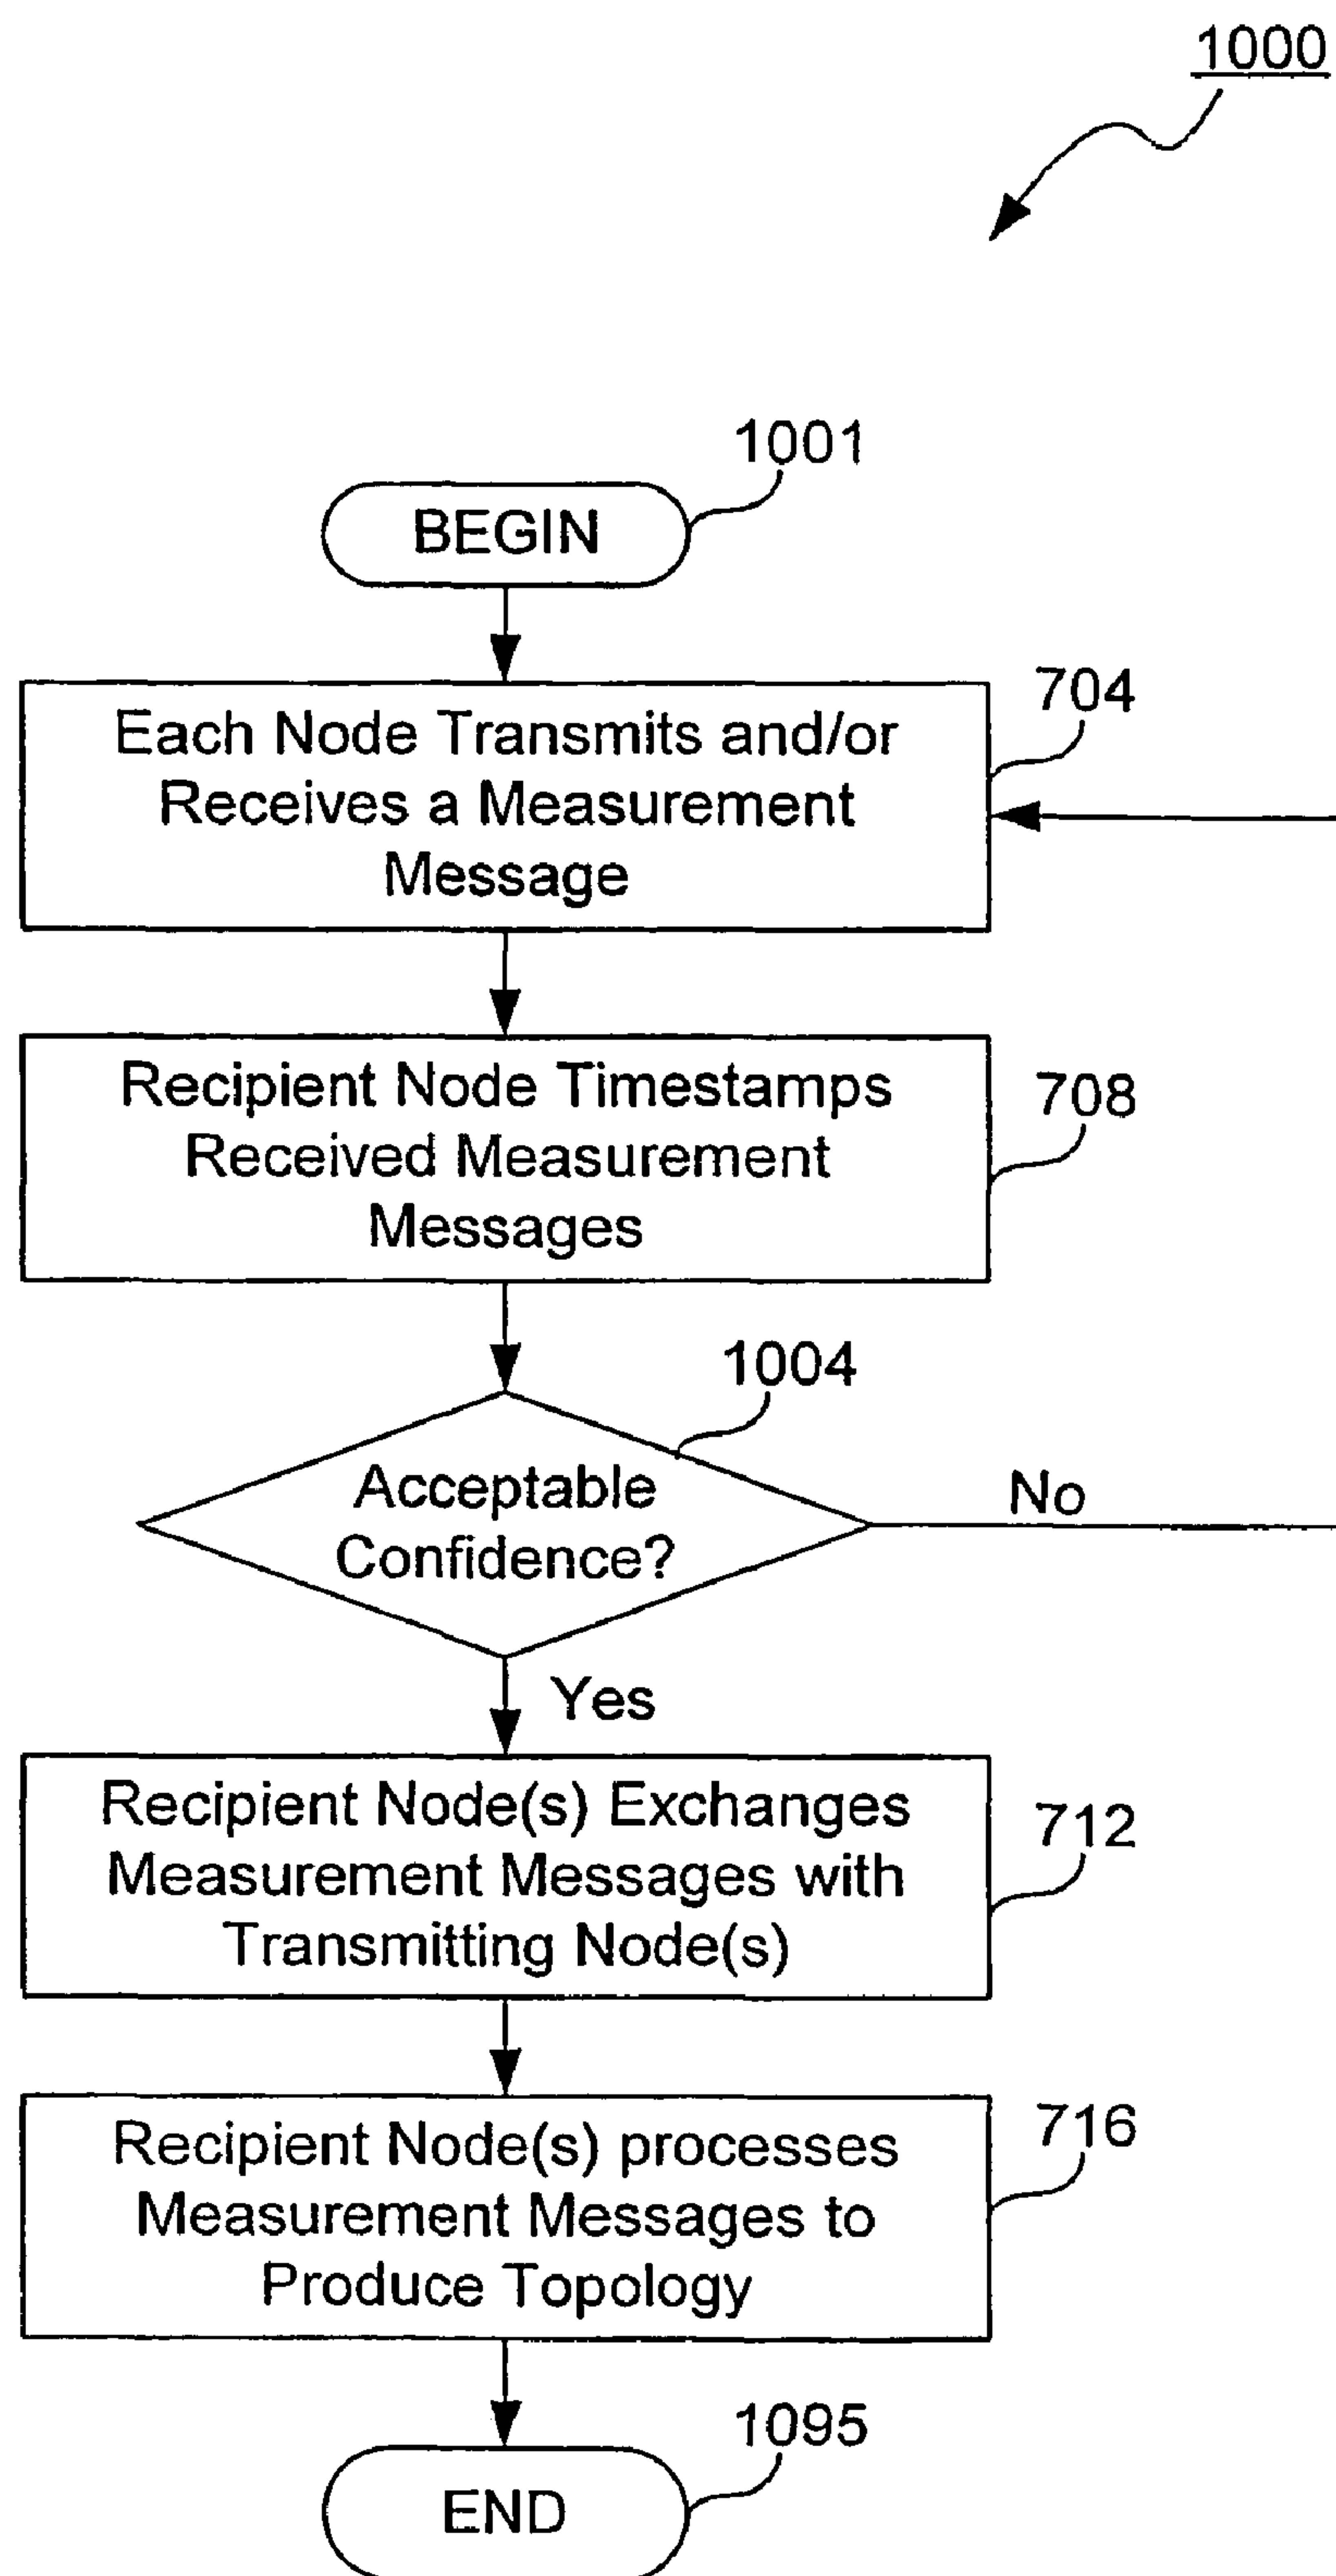 1000
1001
BEGIN
704
Each Node Transmits and/or
Receives a Measurement
Message
708
Recipient Node Timestamps
Received Measurement
Messages
1004
Acceptable
Confidence?
No
Yes
712
Recipient Node(s) Exchanges
Measurement Messages with
Transmitting Node(s)
716
Recipient Node(s) processes
Measurement Messages to
Produce Topology
1095
END